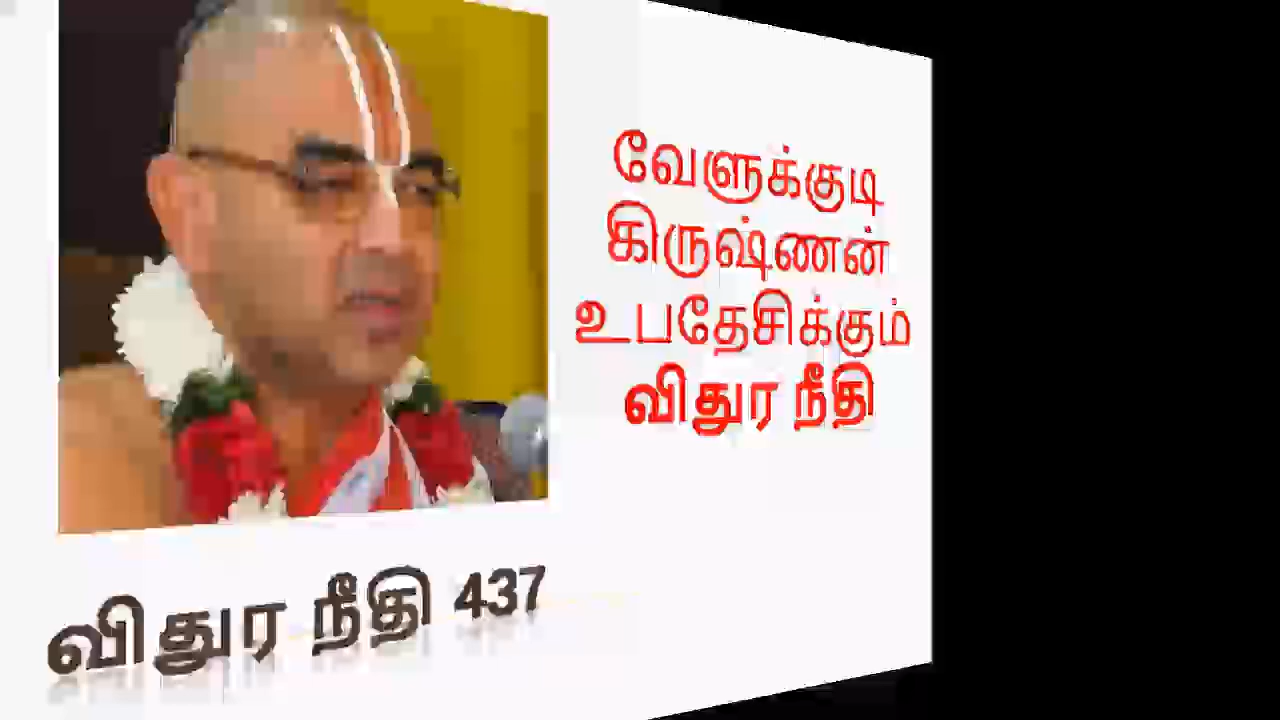 வேளுக்குடி
கிருஷ்ணன்
உபதேசிக்கும்
விதுர நீதி
விதுர நீதி 437